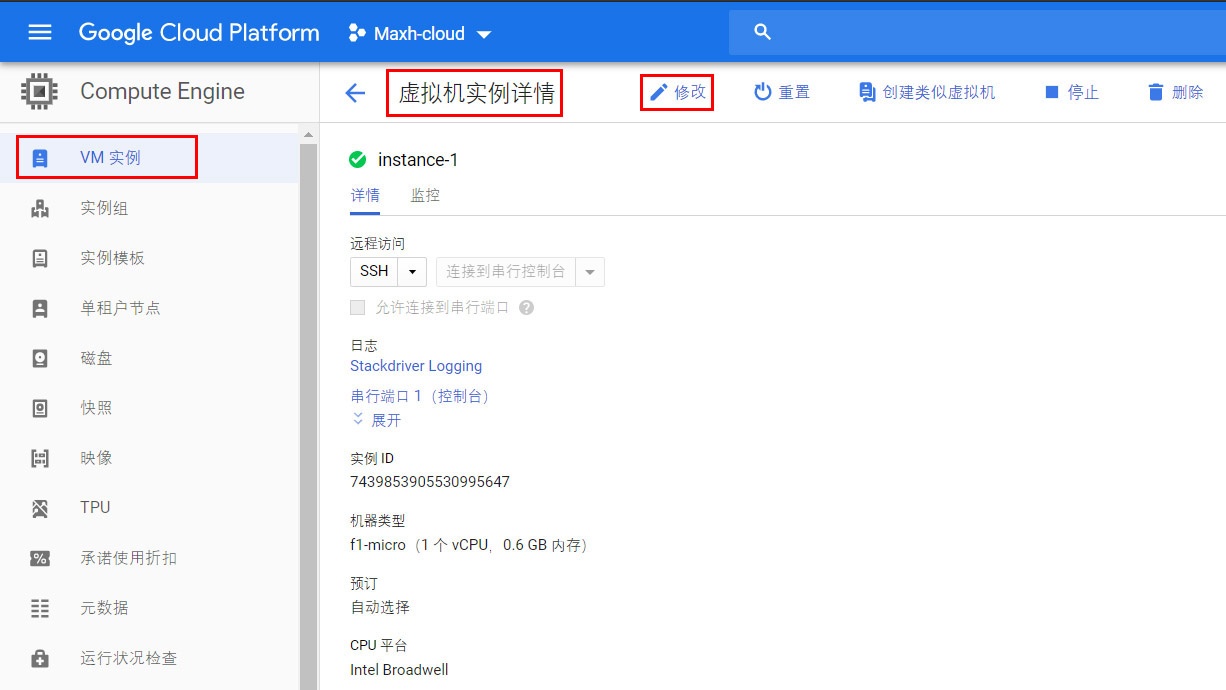 Google Cloud Platform
Maxh-cloud
Compute Engine
虚拟机实例详情
修改
重置
创建类似虚拟机
停止
删除
VM 实例
实例组
实例模板
单租户节点
磁盘
快照
映像
TPU
承诺使用折扣
元数据
运行状况检查
instance-1
详情
监控
远程访问
SSH
连接到串行控制台
允许连接到串行端口
日志
Stackdriver Logging
串行端口 1（控制台）
展开
实例 ID
7439853905530995647
机器类型
f1-micro（1 个 vCPU，0.6 GB 内存）
预订
自动选择
CPU 平台
Intel Broadwell